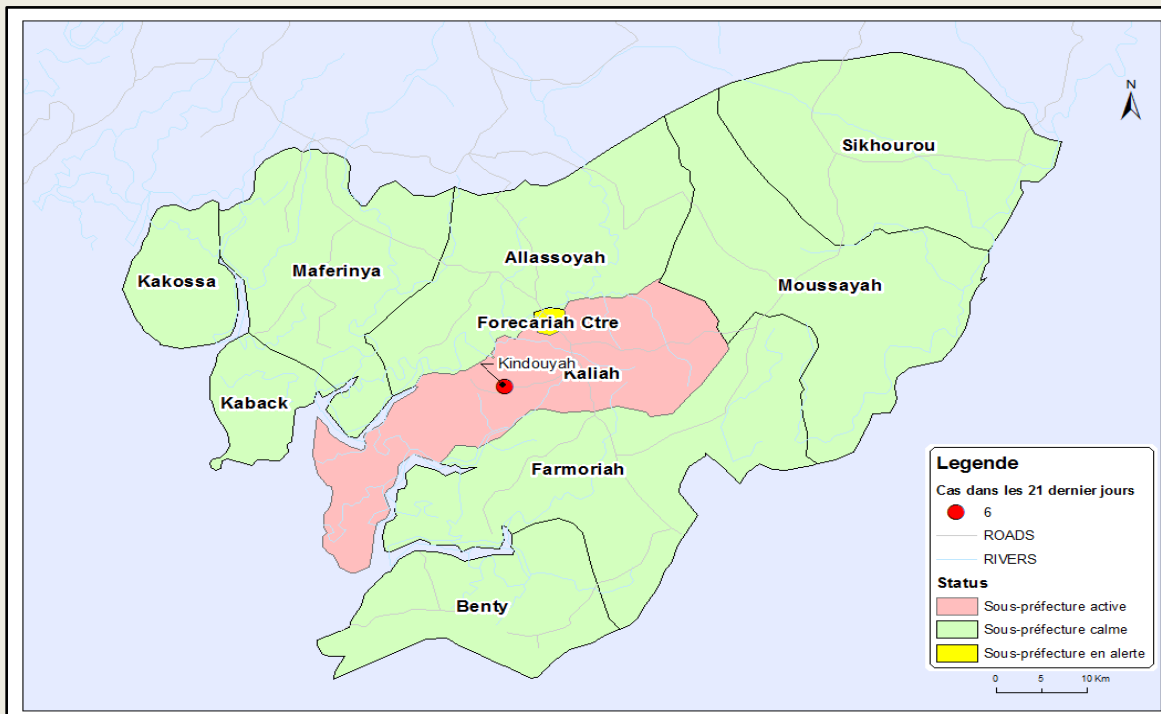 N
Sikhourou
Allassoyah
Maferinya
Kakossa
Moussayah
Forecariah Ctre
Kindouyah
Kaliah
Kaback
Farmoriah
Benty
Legende
Cas dans les 21 dernier jours
6
ROADS
RIVERS
Status
Sous-préfecture active
Sous-préfecture calme
Sous-préfecture en alerte
0 5 10 Km